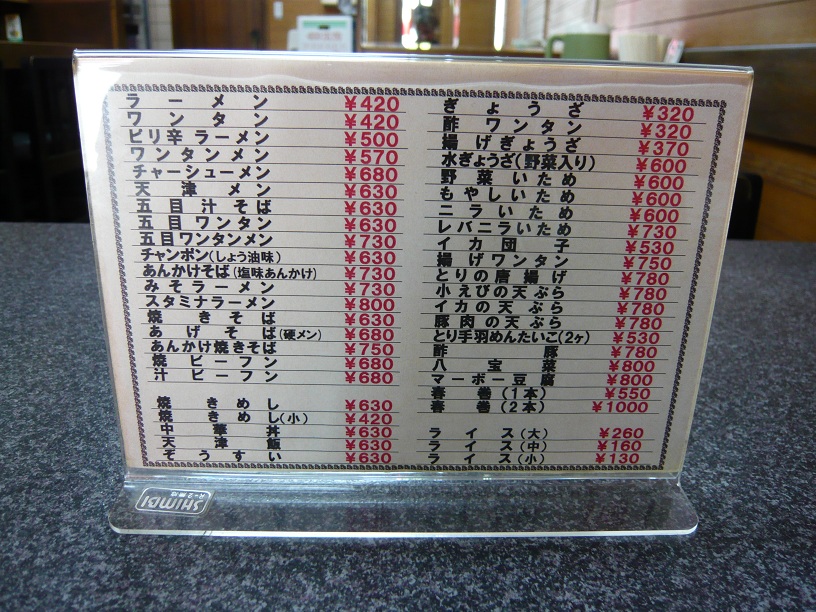 ラーメン ¥420
ワンタン ¥420
ピリ辛ラーメン ¥500
ワンタンメン ¥570
チャーシューメン ¥680
天津メン ¥630
五目汁そば ¥630
五目ワンタン ¥630
五目ワンタンメン ¥730
チャンポン(しょう油味) ¥630
あんかけそば(塩味あんかけ) ¥730
みそラーメン ¥730
スタミナラーメン ¥800
焼きそば ¥630
あげそば(硬メン) ¥680
あんかけ焼きそば ¥750
焼ビーフン ¥680
汁ビーフン ¥680
焼きめし ¥630
焼きめし(小) ¥420
中華丼 ¥630
天津飯 ¥630
ぞうすい ¥630
ぎょうざ ¥320
酢ワンタン ¥320
揚げぎょうざ ¥370
水ぎょうざ(野菜入り) ¥600
野菜いため ¥600
もやしいため ¥600
ニラいため ¥600
レバニラいため ¥730
イカ団子 ¥530
揚げワンタン ¥750
とりの唐揚げ ¥780
小えびの天ぷら ¥780
イカの天ぷら ¥780
豚肉の天ぷら ¥780
とり手羽めんたいこ(2ヶ) ¥530
酢豚 ¥780
八宝菜 ¥800
マーボー豆腐 ¥800
春巻(1本) ¥550
春巻(2本) ¥1000
ライス(大) ¥260
ライス(中) ¥160
ライス(小) ¥130
SHIMBI